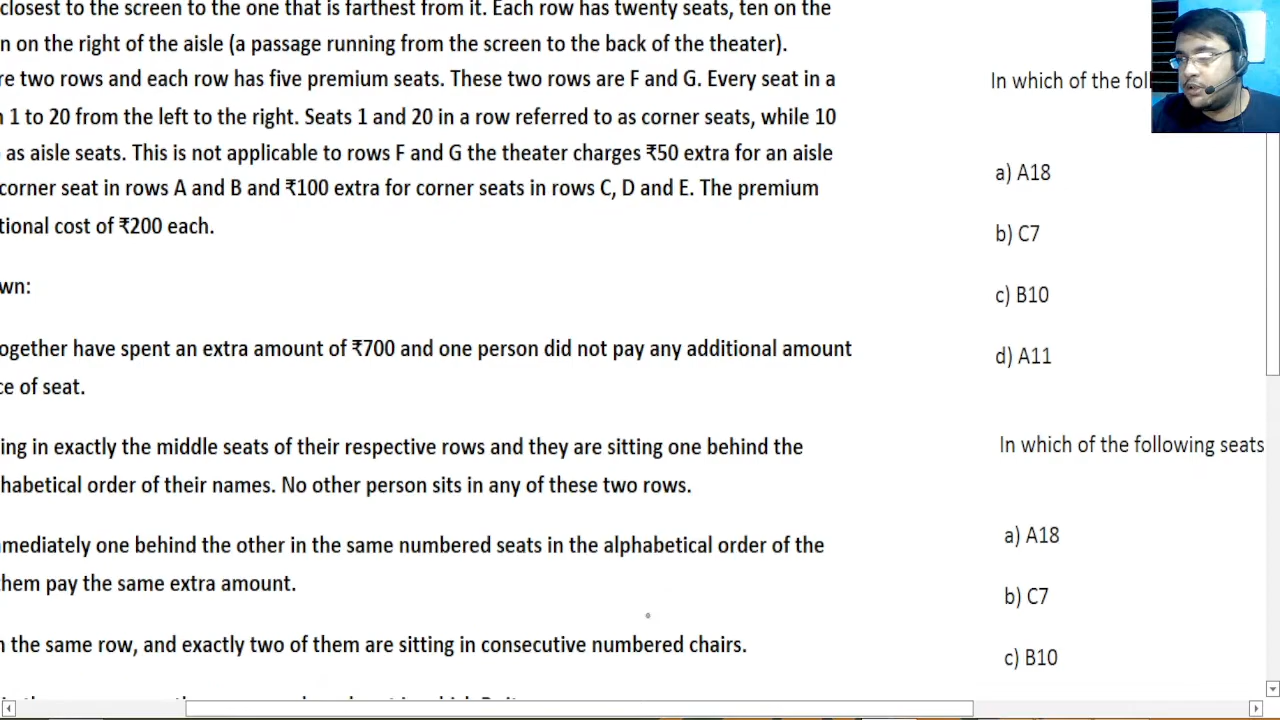 closest to the screen to the one that is farthest from it. Each row has twenty seats, ten on the
n on the right of the aisle (a passage running from the screen to the back of the theater).
re two rows and each row has five premium seats. These two rows are F and G. Every seat in a
1 to 20 from the left to the right. Seats 1 and 20 in a row referred to as corner seats, while 10
as aisle seats. This is not applicable to rows F and G the theater charges ₹50 extra for an aisle
corner seat in rows A and B and ₹100 extra for corner seats in rows C, D and E. The premium
tional cost of ₹200 each.
wn:
ogether have spent an extra amount of ₹700 and one person did not pay any additional amount
ce of seat.
ing in exactly the middle seats of their respective rows and they are sitting one behind the
habetical order of their names. No other person sits in any of these two rows.
mediately one behind the other in the same numbered seats in the alphabetical order of the
them pay the same extra amount.
n the same row, and exactly two of them are sitting in consecutive numbered chairs.
In which of the foll
a) A18
b) C7
c) B10
d) A11
In which of the following seats
a) A18
b) C7
c) B10